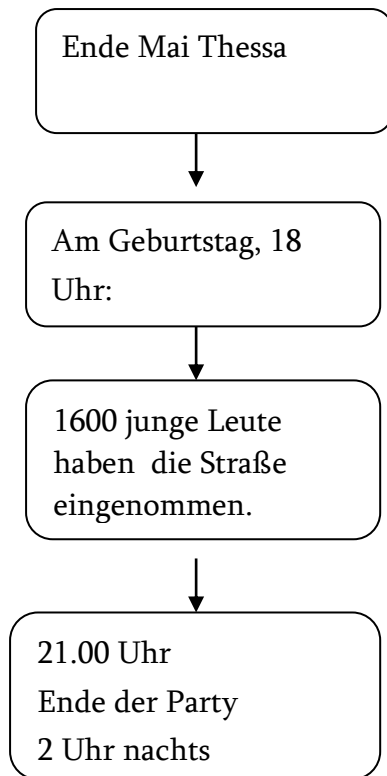 Ende Mai Thessa
Am Geburtstag, 18
Uhr:
1600 junge Leute
haben  die Straße
eingenommen.
21.00 Uhr
Ende der Party
2 Uhr nachts